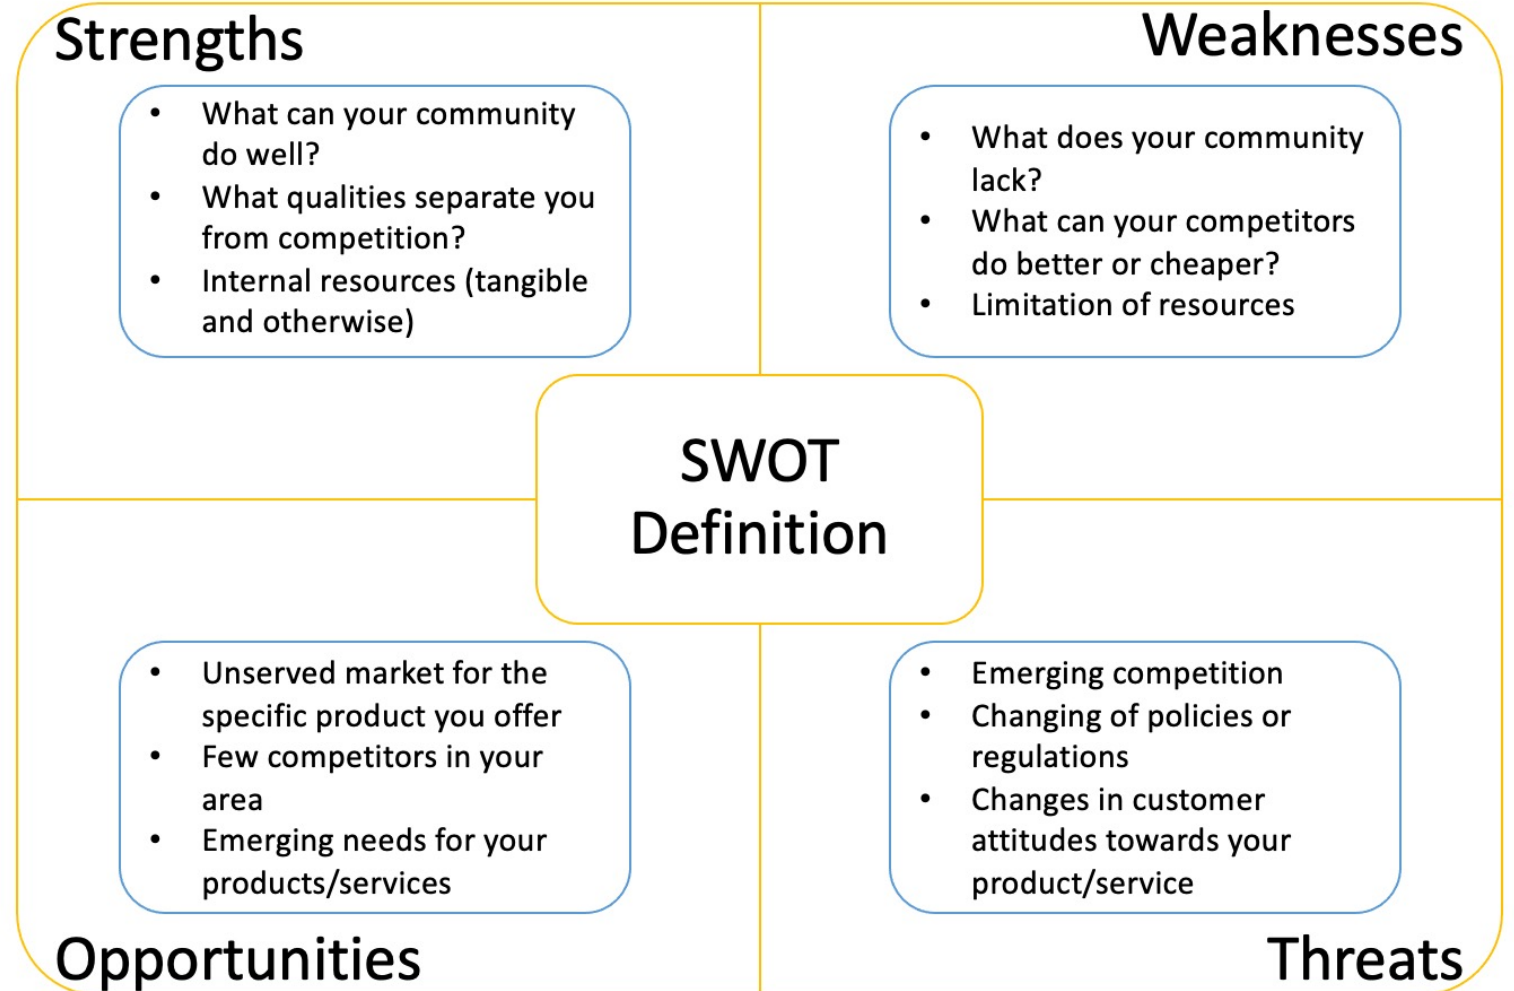 Strengths
• What can your community
do well?
• What qualities separate you
from competition?
• Internal resources (tangible
and otherwise)
Weaknesses
• What does your community
lack?
• What can your competitors
do better or cheaper?
• Limitation of resources
SWOT
Definition
• Unserved market for the
specific product you offer
• Few competitors in your
area
• Emerging needs for your
products/services
Opportunities
• Emerging competition
• Changing of policies or
regulations
• Changes in customer
attitudes towards your
product/service
Threats